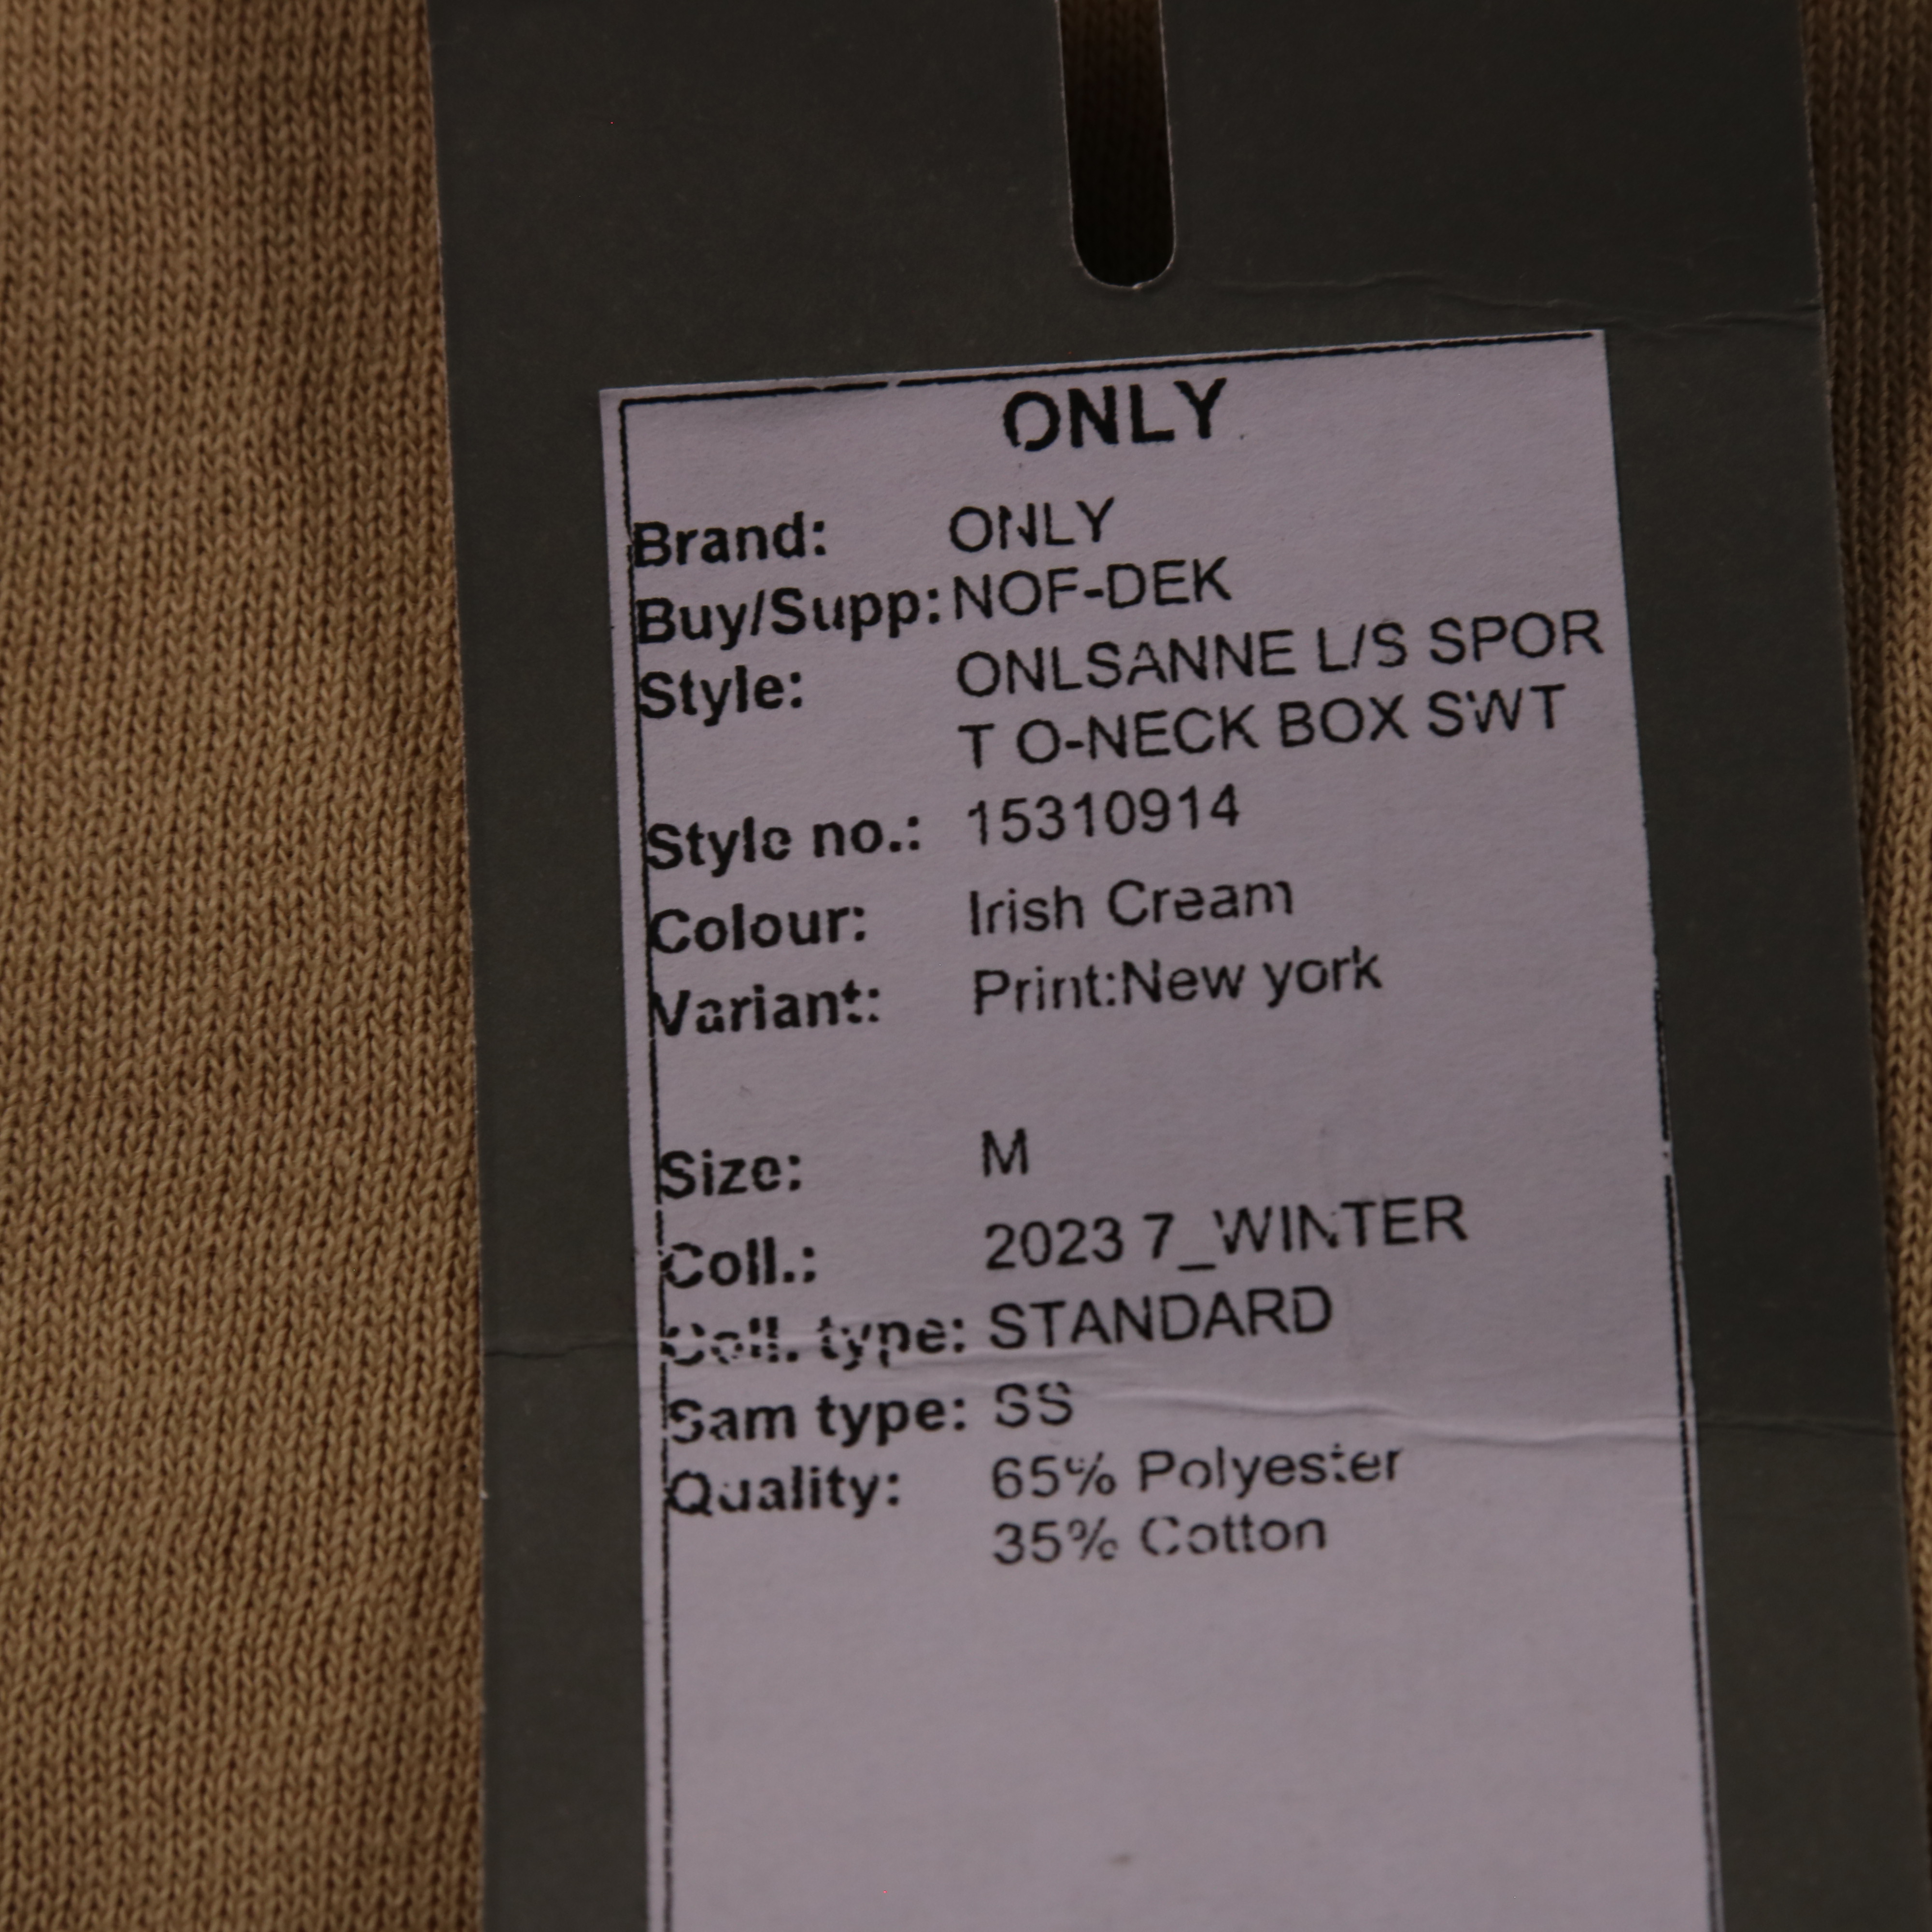 ONLY
Brand: ONLY
Buy/Supp: NOF-DEK
Style: ONLSANNE L/S SPOR
T O-NECK BOX SWT
Style no.: 15310914
Colour: Irish Cream
Variant: Print:New york
Size: M
Coll.: 2023 7_WINTER
Coll. type: STANDARD
Sam type: SS
Quality: 65% Polyester
35% Cotton